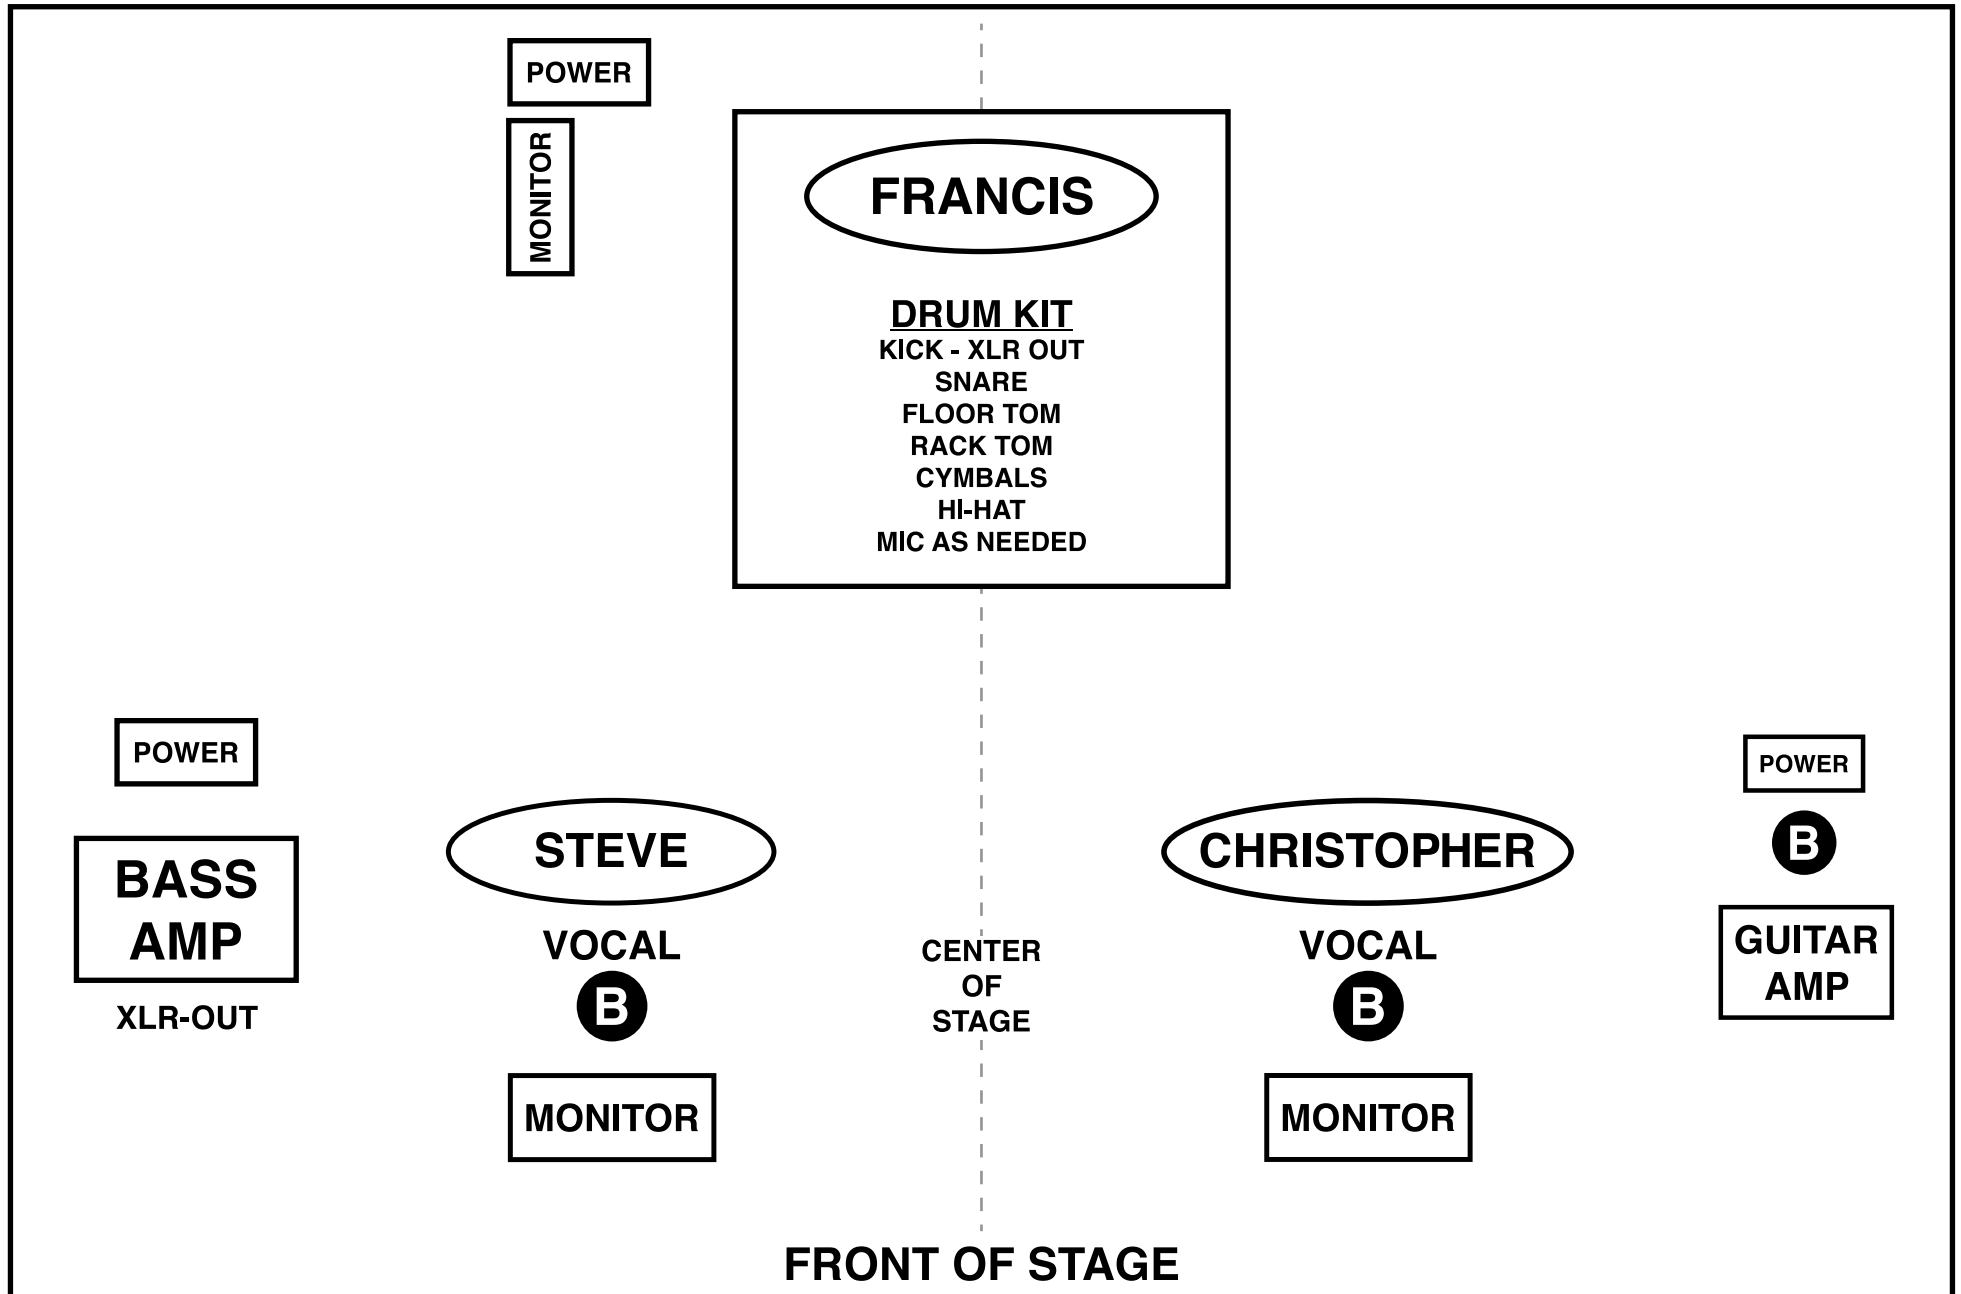 POWER
MONITOR
FRANCIS
DRUM KIT
KICK - XLR OUT
SNARE
FLOOR TOM
RACK TOM
CYMBALS
HI-HAT
MIC AS NEEDED
POWER
BASS
AMP
XLR-OUT
STEVE
VOCAL
B
MONITOR
CENTER
OF
STAGE
CHRISTOPHER
VOCAL
B
MONITOR
POWER
B
GUITAR
AMP
FRONT OF STAGE